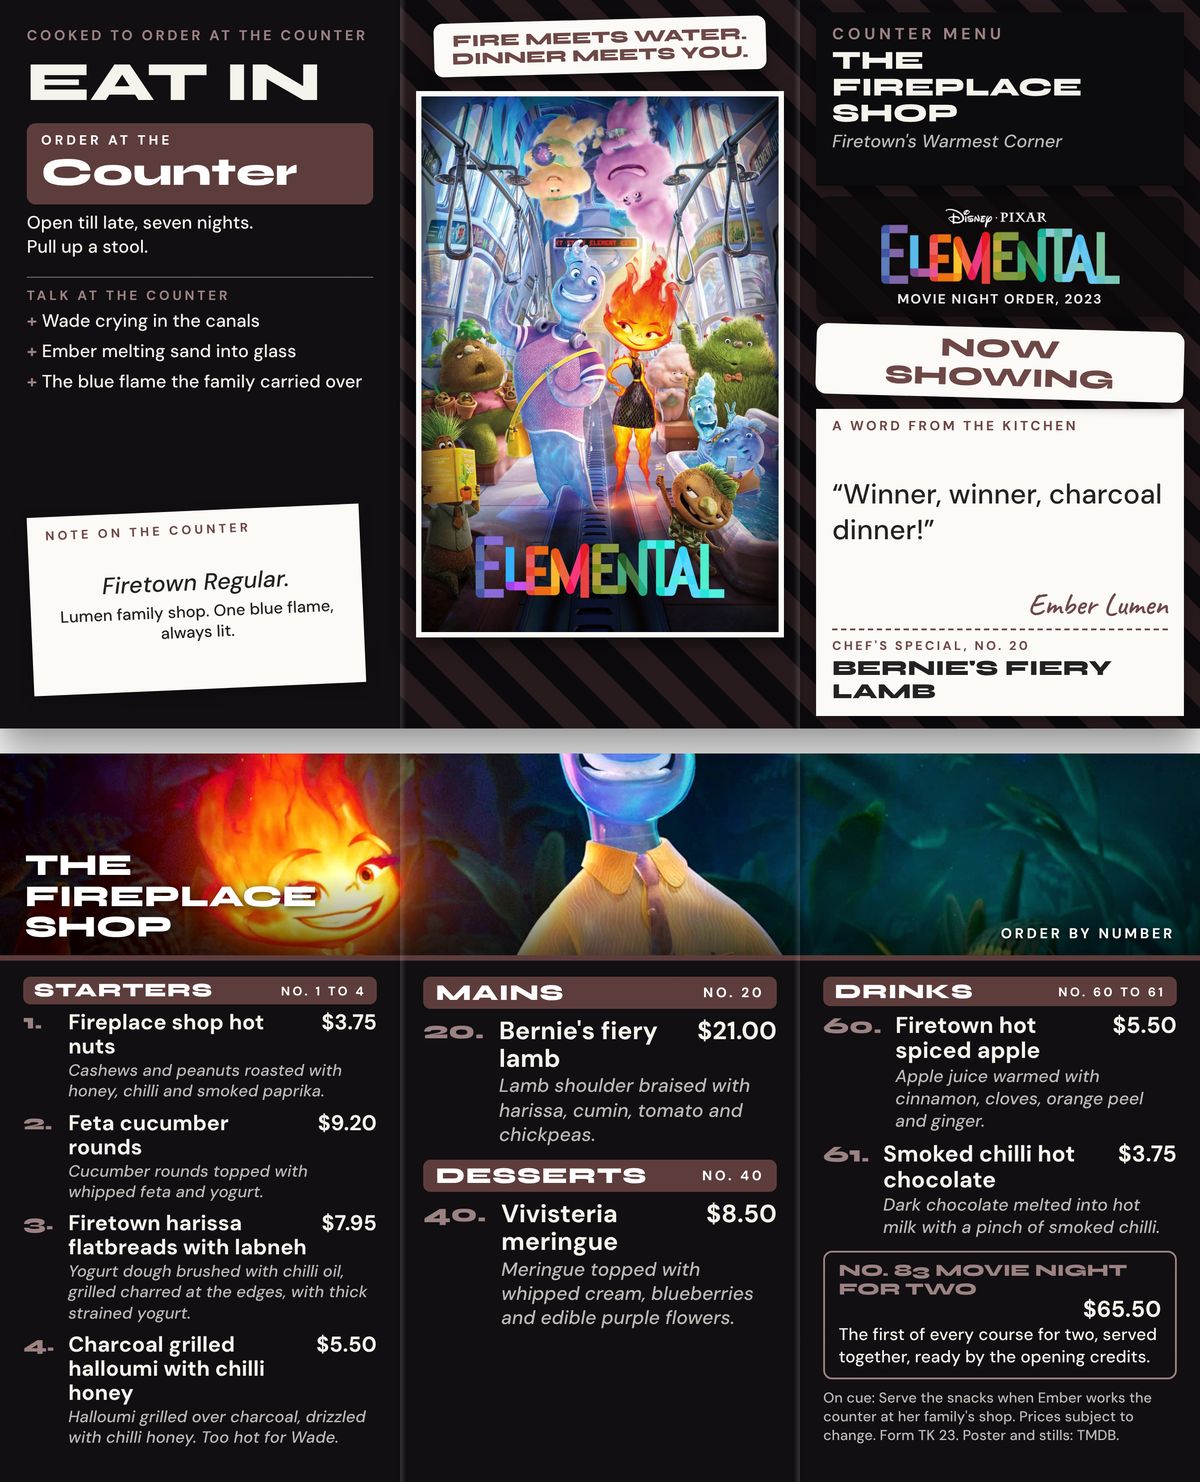 COOKED TO ORDER AT THE COUNTER
EAT IN
ORDER AT THE
Counter
Open till late, seven nights.
Pull up a stool.
TALK AT THE COUNTER
+ Wade crying in the canals
+ Ember melting sand into glass
+ The blue flame the family carried over
NOTE ON THE COUNTER
Firetown Regular.
Lumen family shop. One blue flame,
always lit.
FIRE MEETS WATER.
DINNER MEETS YOU.
ELEMENTAL
COUNTER MENU
THE
FIREPLACE
SHOP
Firetown's Warmest Corner
Disney · PIXAR
ELEMENTAL
MOVIE NIGHT ORDER, 2023
NOW
SHOWING
A WORD FROM THE KITCHEN
“Winner, winner, charcoal
dinner!”
Ember Lumen
CHEF'S SPECIAL, NO. 20
BERNIE'S FIERY
LAMB
THE
FIREPLACE
SHOP
ORDER BY NUMBER
STARTERS NO. 1 TO 4
1. Fireplace shop hot $3.75
nuts
Cashews and peanuts roasted with
honey, chilli and smoked paprika.
2. Feta cucumber $9.20
rounds
Cucumber rounds topped with
whipped feta and yogurt.
3. Firetown harissa $7.95
flatbreads with labneh
Yogurt dough brushed with chilli oil,
grilled charred at the edges, with thick
strained yogurt.
4. Charcoal grilled $5.50
halloumi with chilli
honey
Halloumi grilled over charcoal, drizzled
with chilli honey. Too hot for Wade.
MAINS NO. 20
20. Bernie's fiery $21.00
lamb
Lamb shoulder braised with
harissa, cumin, tomato and
chickpeas.
DESSERTS NO. 40
40. Vivisteria $8.50
meringue
Meringue topped with
whipped cream, blueberries
and edible purple flowers.
DRINKS NO. 60 TO 61
60. Firetown hot $5.50
spiced apple
Apple juice warmed with
cinnamon, cloves, orange peel
and ginger.
61. Smoked chilli hot $3.75
chocolate
Dark chocolate melted into hot
milk with a pinch of smoked chilli.
NO. 83 MOVIE NIGHT
FOR TWO
$65.50
The first of every course for two, served
together, ready by the opening credits.
On cue: Serve the snacks when Ember works the
counter at her family's shop. Prices subject to
change. Form TK 23. Poster and stills: TMDB.